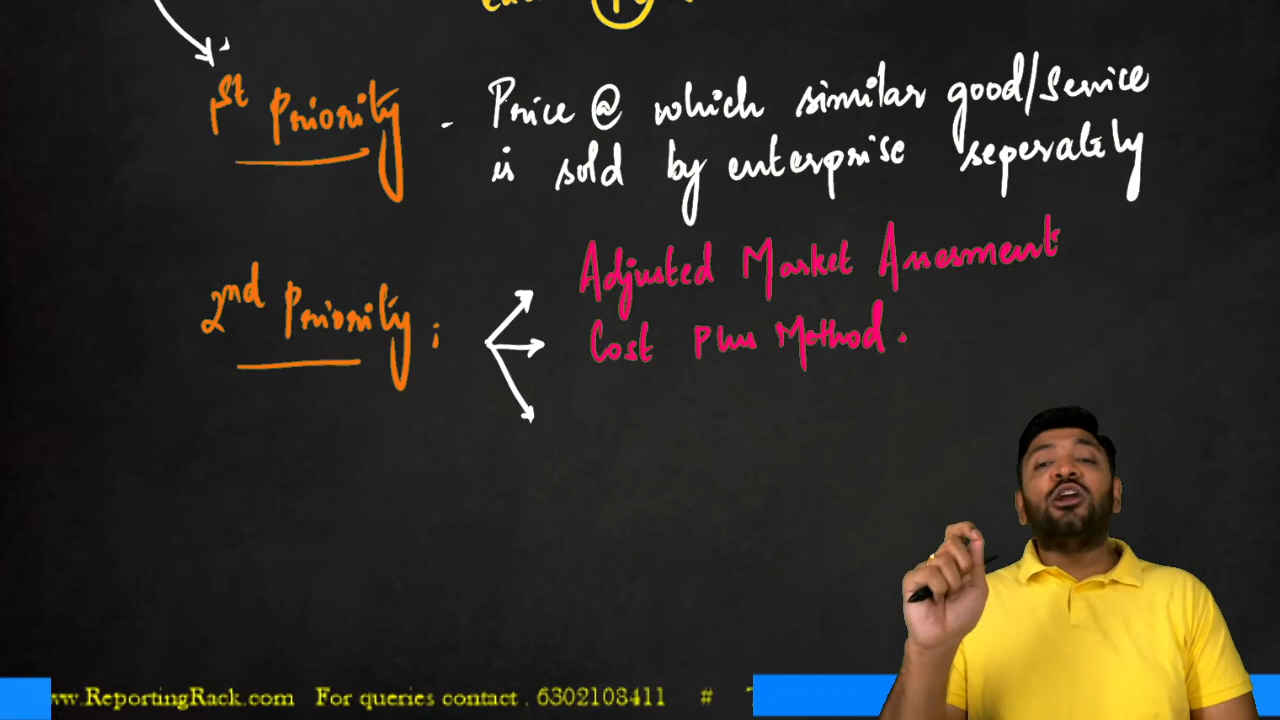 1st Priority - Price @ which similar good/service
is sold by enterprise seperately
2nd Priority :
Adjusted Market Assesment
Cost Plus Method.
ww.ReportingRack.com For queries contact . 6302108411 #